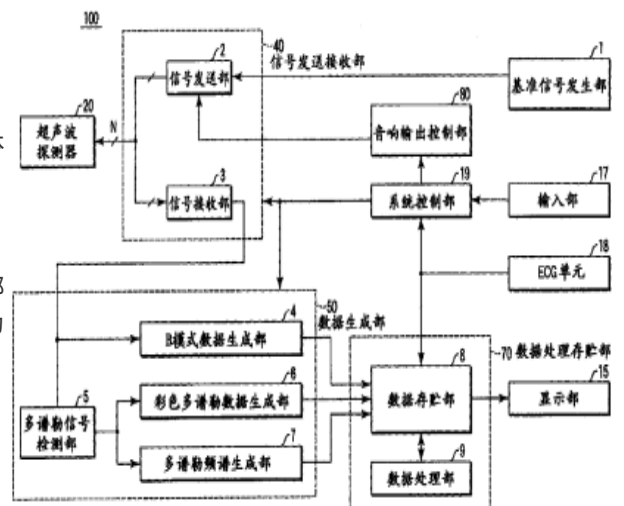 100
40
信号发送接收部
2
信号发送部
1
基准信号发生部
20
超声波
探测器
N
80
音响输出控制部
3
信号接收部
19
系统控制部
17
输入部
18
ECG单元
50
数据生成部
4
B模式数据生成部
70 数据处理存贮部
8
数据存贮部
15
显示部
5
多谱勒信号
检测部
6
彩色多谱勒数据生成部
7
多谱勒频谱生成部
9
数据处理部